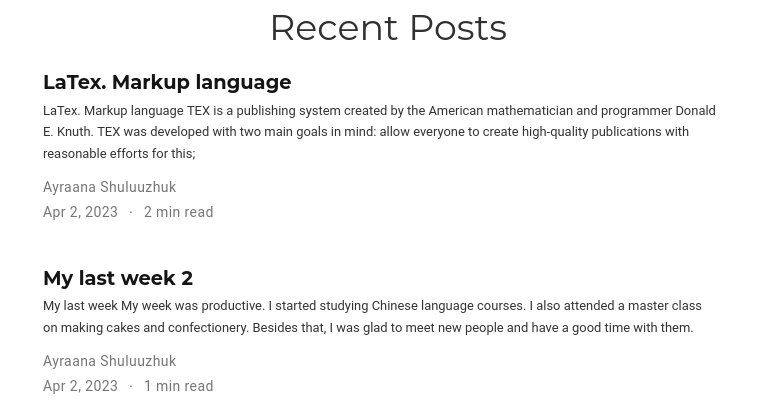 Recent Posts
LaTex. Markup language
LaTex. Markup language TEX is a publishing system created by the American mathematician and programmer Donald
E. Knuth. TEX was developed with two main goals in mind: allow everyone to create high-quality publications with
reasonable efforts for this;
Ayraana Shuluuzhuk
Apr 2, 2023 · 2 min read
My last week 2
My last week My week was productive. I started studying Chinese language courses. I also attended a master class
on making cakes and confectionery. Besides that, I was glad to meet new people and have a good time with them.
Ayraana Shuluuzhuk
Apr 2, 2023 · 1 min read